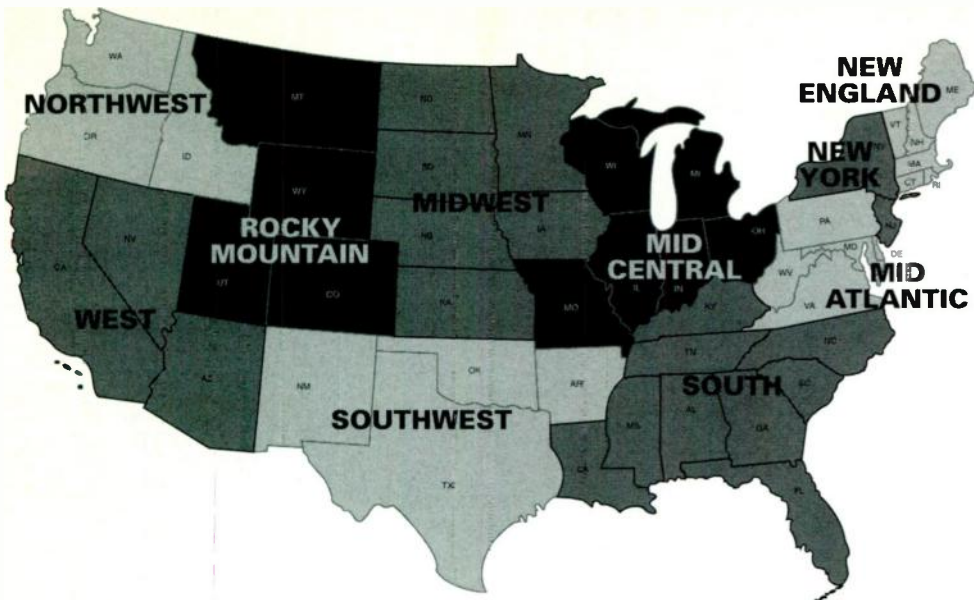 NEW
ENGLAND
WA
ME
MT
ND
VT
NORTHWEST
MN
OR
NH
NEW
YORK
NY
MA
WI
MI
CT
RI
ID
WY
MIDWEST
IA
PA
NJ
ROCKY
MOUNTAIN
NV
OH
MID
CENTRAL
MD
DE
WV
MID
ATLANTIC
CA
UT
CO
IL
IN
VA
MO
KY
WEST
NC
TN
AZ
NM
OK
AR
SOUTH
SC
SOUTHWEST
MS
AL
GA
TX
LA
FL